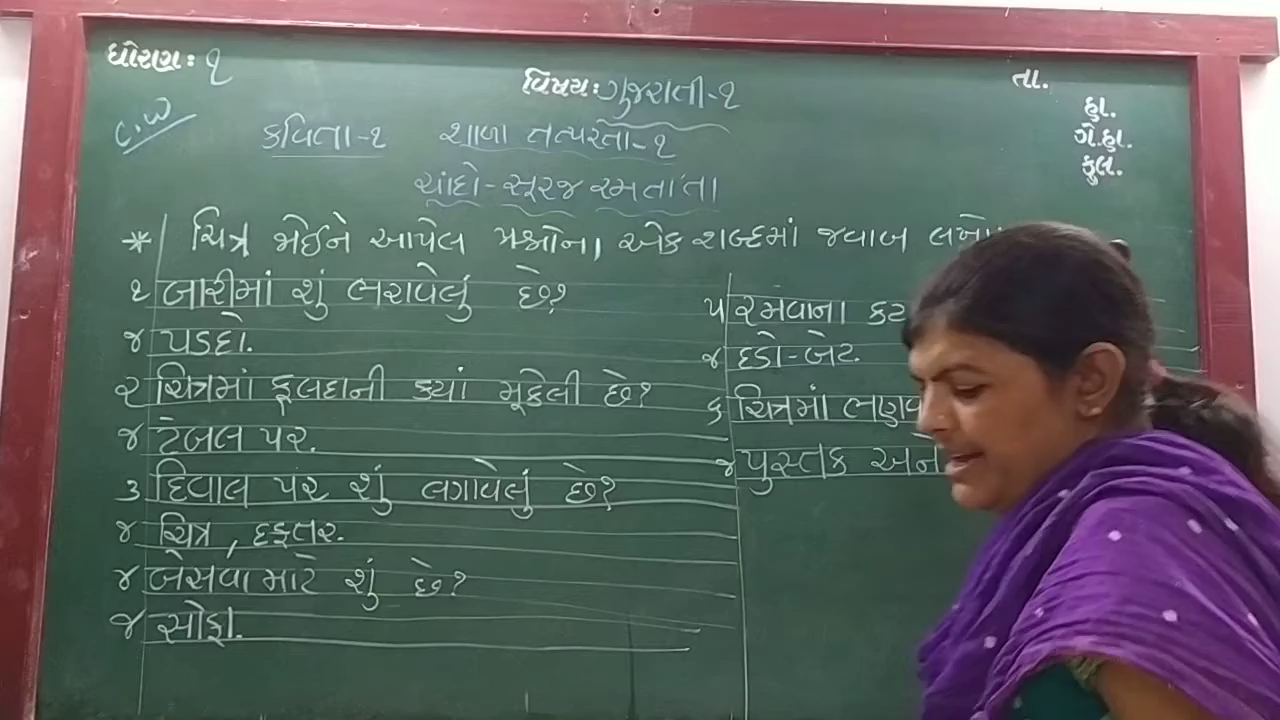 ધોરણ: ૧
વિષય: ગુજરાતી-૧
તા.
હા.
ગે.હા.
કુલ.
C.W
કવિતા-૧ શાળા તત્પરતા-૧
ચાંદો-સૂરજ રમતા'તા
* ચિત્ર જોઈને આપેલ પ્રશ્નોના એક શબ્દમાં જવાબ લખો
૧ બારીમાં શું ભરાવેલું છે?
જ પડદો.
૨ ચિત્રમાં ફૂલદાની ક્યાં મૂકેલી છે?
જ ટેબલ પર.
૩ દિવાલ પર શું લગાવેલું છે?
જ ચિત્ર, દફતર.
૪ બેસવા માટે શું છે?
જ સોફા.
૫ રમવાના
જ દડો-બેટ.
૬ ચિત્રમાં
જ પુસ્તક અને